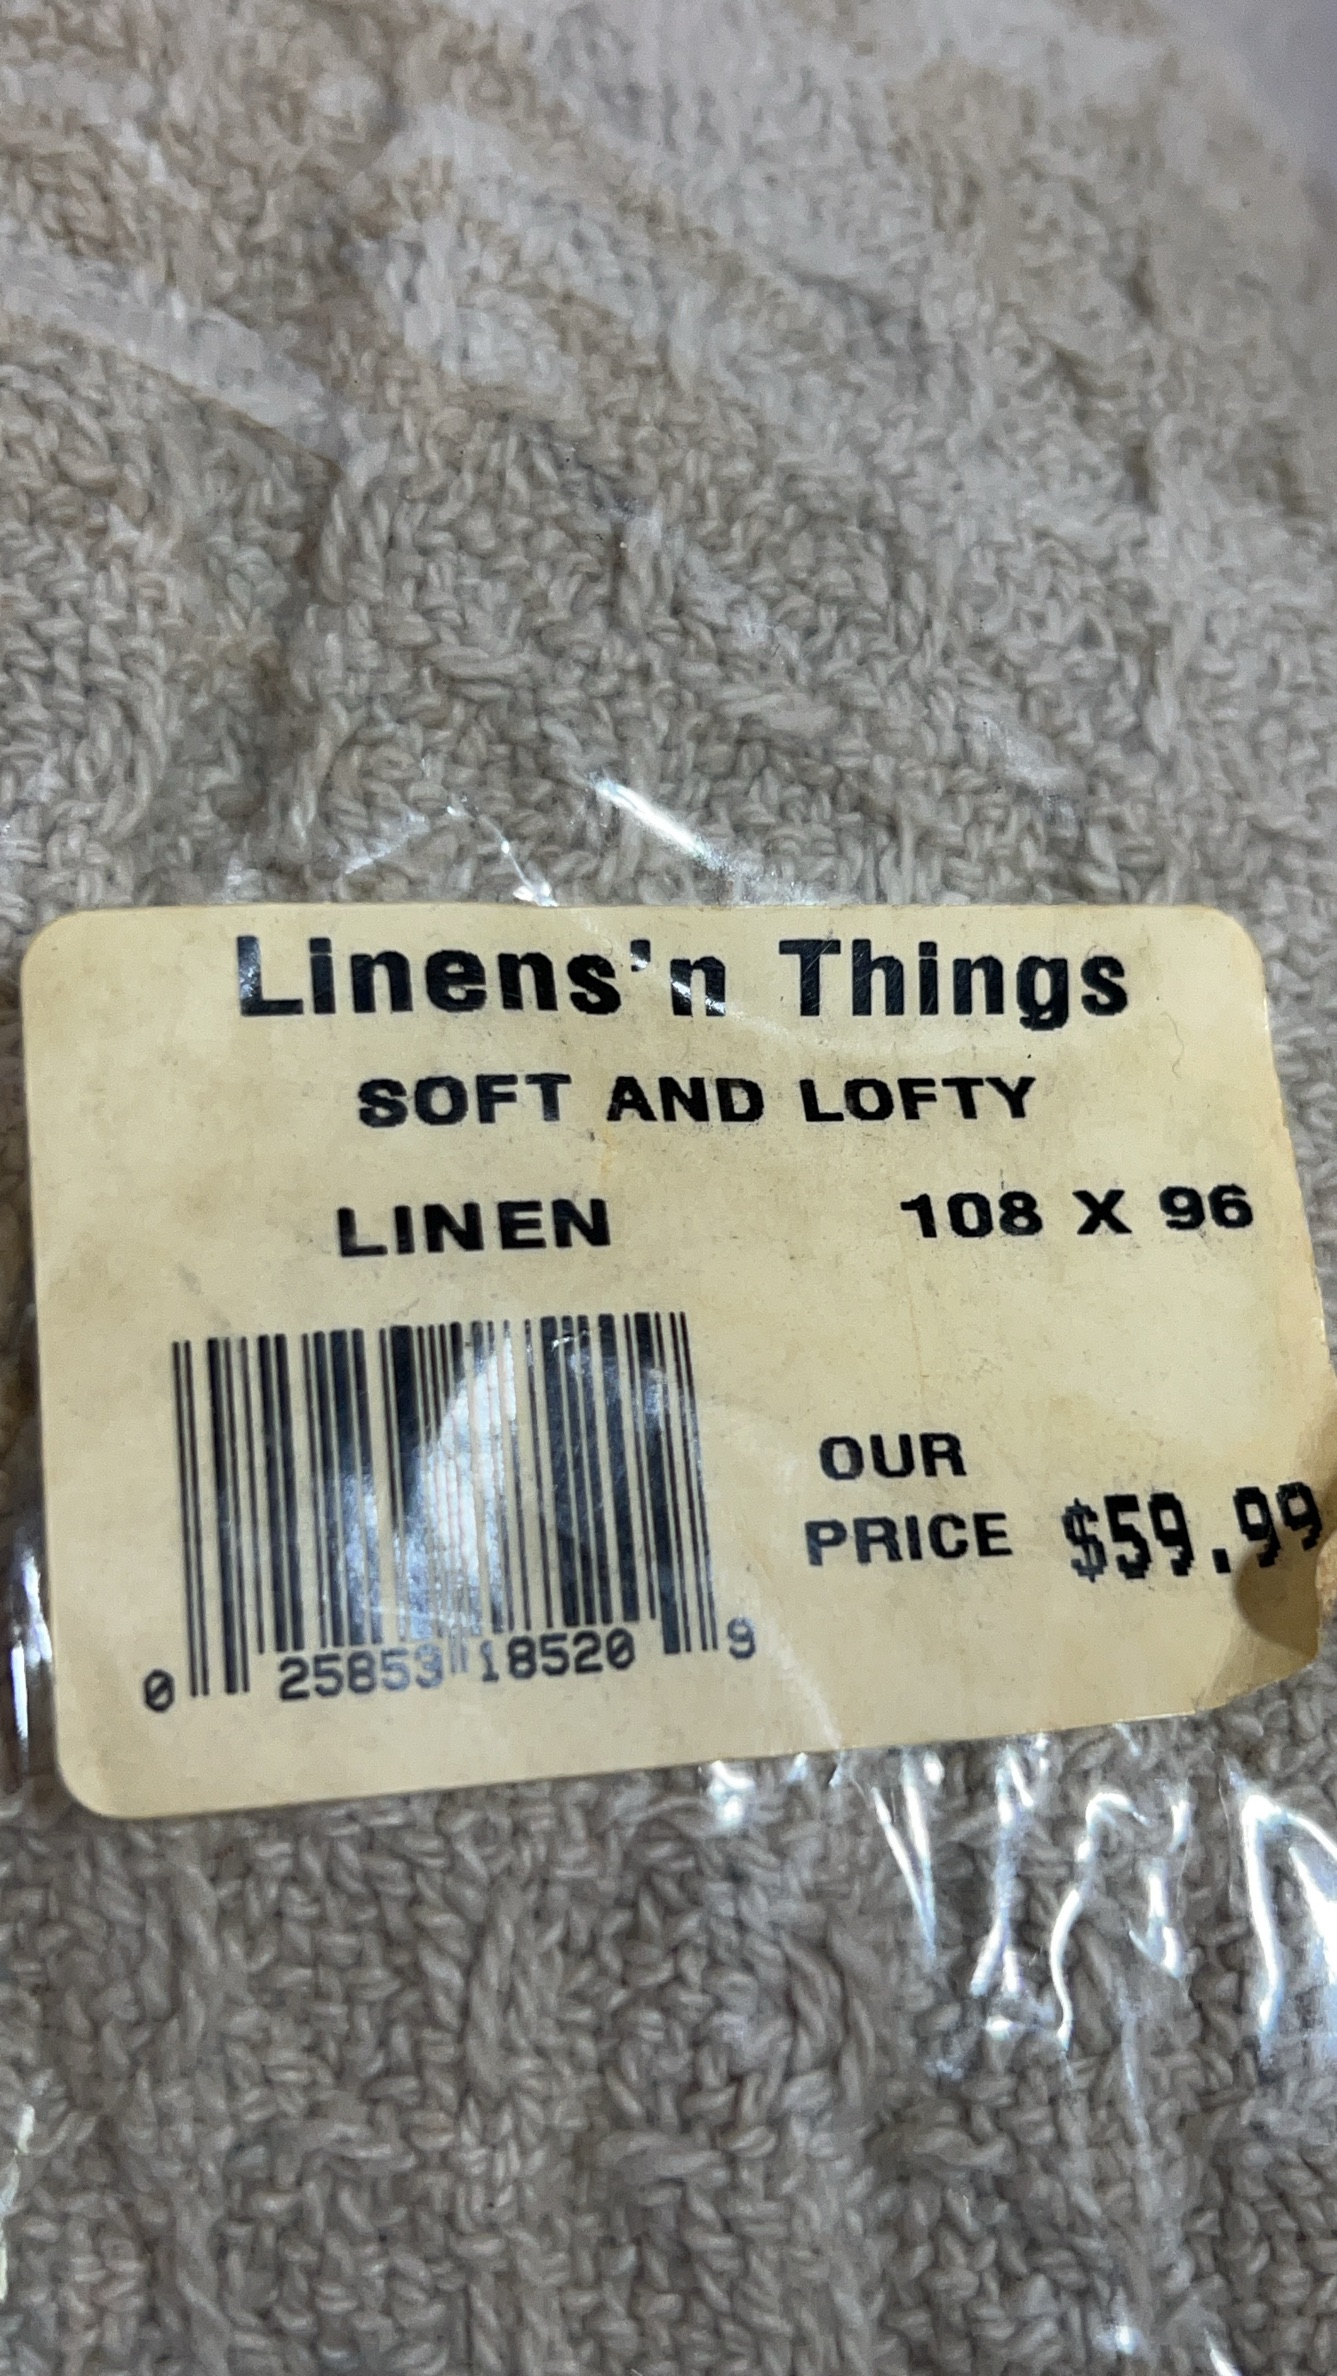 Linens'n Things
SOFT AND LOFTY
LINEN 108 X 96
OUR
PRICE $59.99
0 25853 18520 9